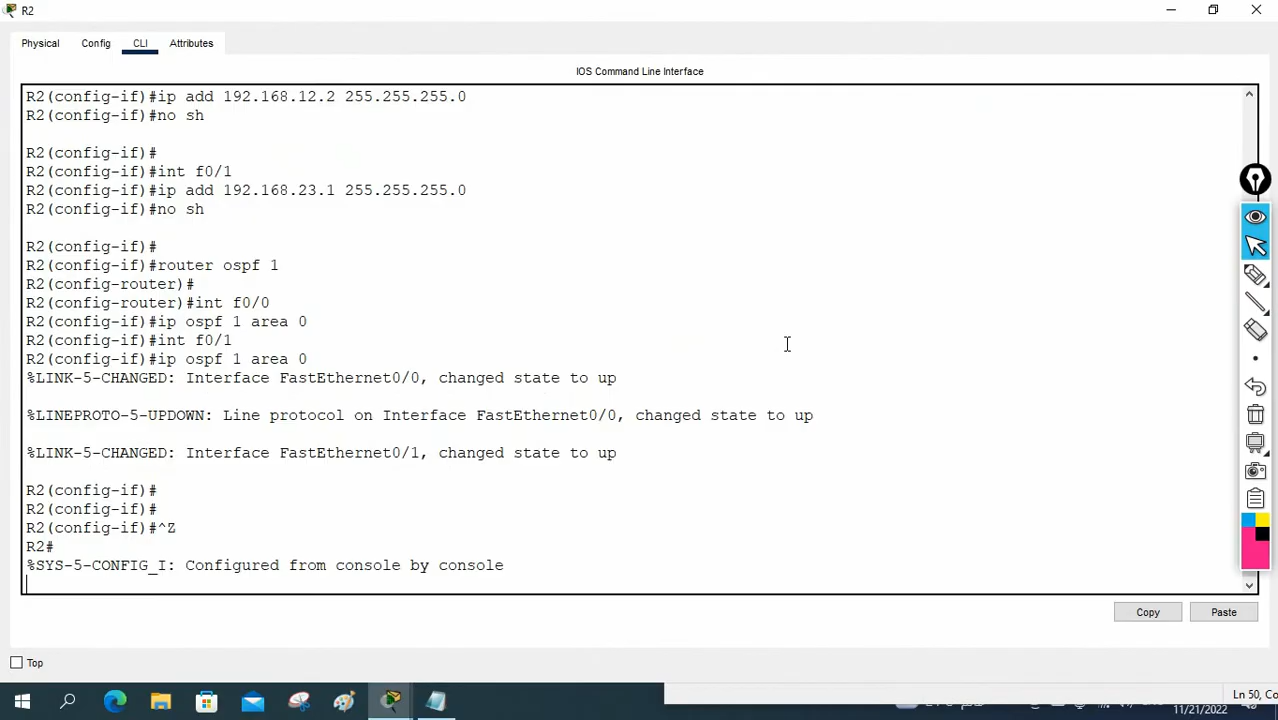 R2
Physical Config CLI Attributes
IOS Command Line Interface
R2(config-if)#ip add 192.168.12.2 255.255.255.0
R2(config-if)#no sh
R2(config-if)#
R2(config-if)#int f0/1
R2(config-if)#ip add 192.168.23.1 255.255.255.0
R2(config-if)#no sh
R2(config-if)#
R2(config-if)#router ospf 1
R2(config-router)#
R2(config-router)#int f0/0
R2(config-if)#ip ospf 1 area 0
R2(config-if)#int f0/1
R2(config-if)#ip ospf 1 area 0
%LINK-5-CHANGED: Interface FastEthernet0/0, changed state to up
%LINEPROTO-5-UPDOWN: Line protocol on Interface FastEthernet0/0, changed state to up
%LINK-5-CHANGED: Interface FastEthernet0/1, changed state to up
R2(config-if)#
R2(config-if)#
R2(config-if)#^Z
R2#
%SYS-5-CONFIG_I: Configured from console by console
Copy Paste
Top
Ln 50, Co
11/21/2022